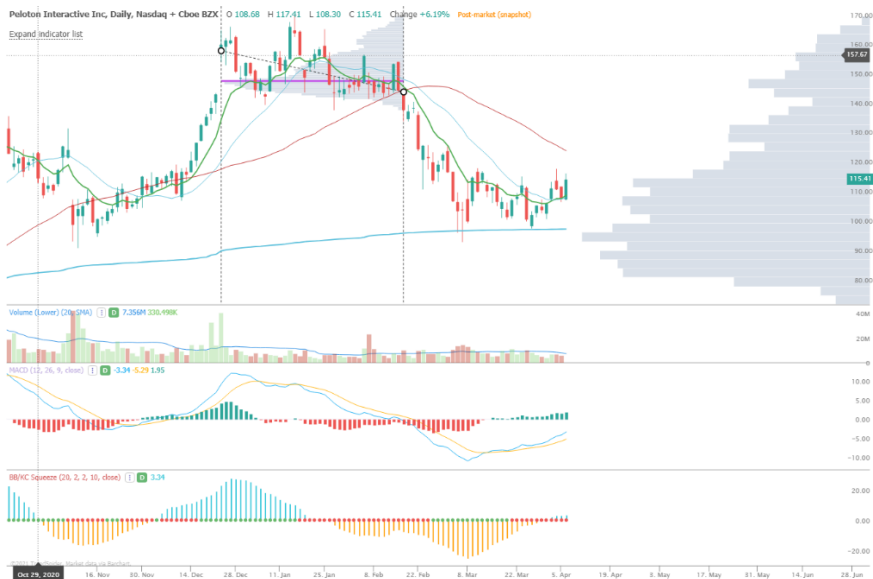 Peloton Interactive Inc, Daily, Nasdaq + Cboe BZX O 108.68 H 117.41 L 108.30 C 115.41 Change +6.19% Post-market (snapshot)
Expand indicator list
170.00
160.00
157.67
150.00
140.00
130.00
120.00
115.41
110.00
100.00
90.00
80.00
Volume (Lower) (20, SMA) ! D 7.356M 330.498K
40M
20M
0
MACD (12, 26, 9, close) ! D -3.34 -5.29 1.95
10.00
5.00
0.00
−5.00
−10.00
BB/KC Squeeze (20, 2, 2, 10, close) ! D 3.34
20.00
0.00
−20.00
Market data via Barchart.
Oct 29, 2020 16. Nov 30. Nov 14. Dec 28. Dec 11. Jan 25. Jan 8. Feb 22. Feb 8. Mar 22. Mar 5. Apr 19. Apr 3. May 17. May 31. May 14. Jun 28. Jun